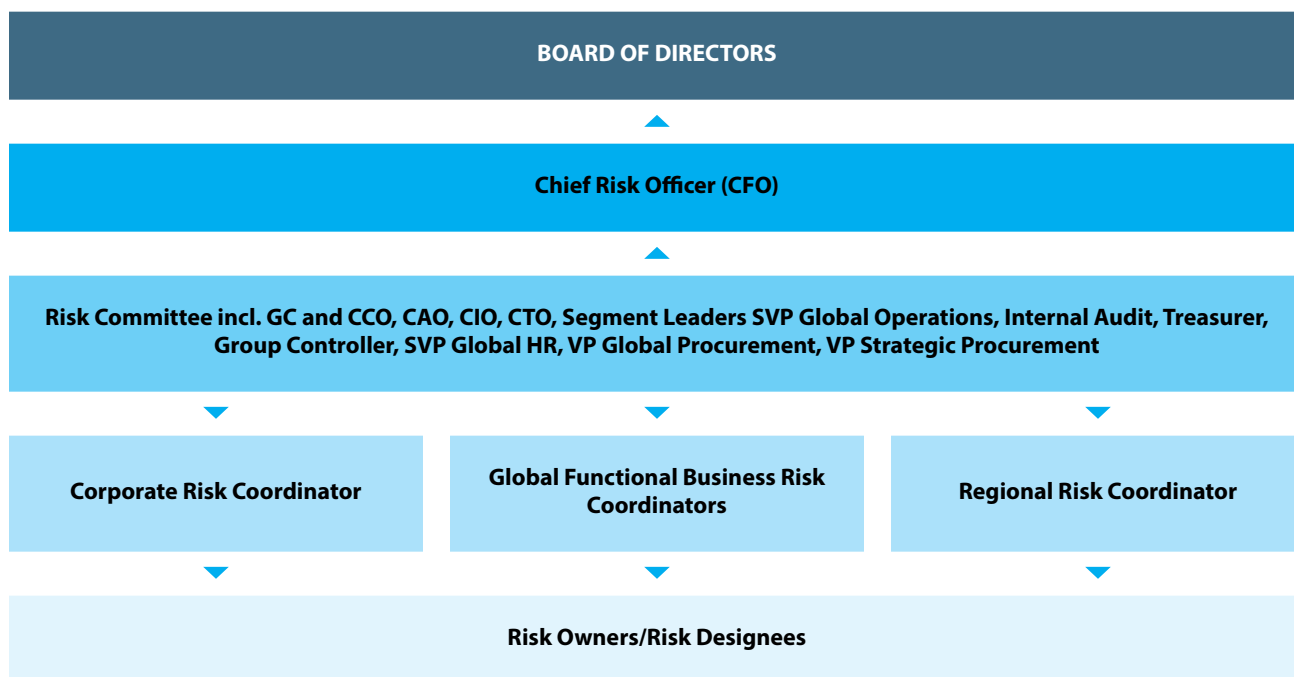 BOARD OF DIRECTORS
Chief Risk Officer (CFO)
Risk Committee incl. GC and CCO, CAO, CIO, CTO, Segment Leaders SVP Global Operations, Internal Audit, Treasurer,
Group Controller, SVP Global HR, VP Global Procurement, VP Strategic Procurement
Corporate Risk Coordinator
Global Functional Business Risk
Coordinators
Regional Risk Coordinator
Risk Owners/Risk Designees